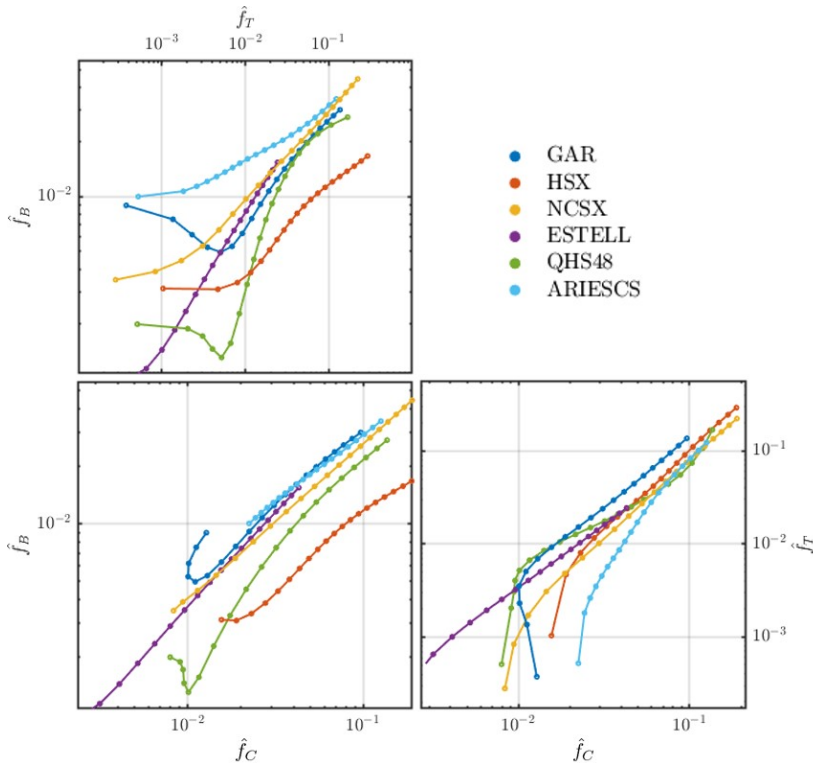 f̂_T
10⁻³ 10⁻² 10⁻¹
10⁻²
f̂_B
GAR
HSX
NCSX
ESTELL
QHS48
ARIESCS
10⁻²
f̂_B
10⁻¹
10⁻²
10⁻³
f̂_T
10⁻² 10⁻¹ 10⁻² 10⁻¹
f̂_C f̂_C